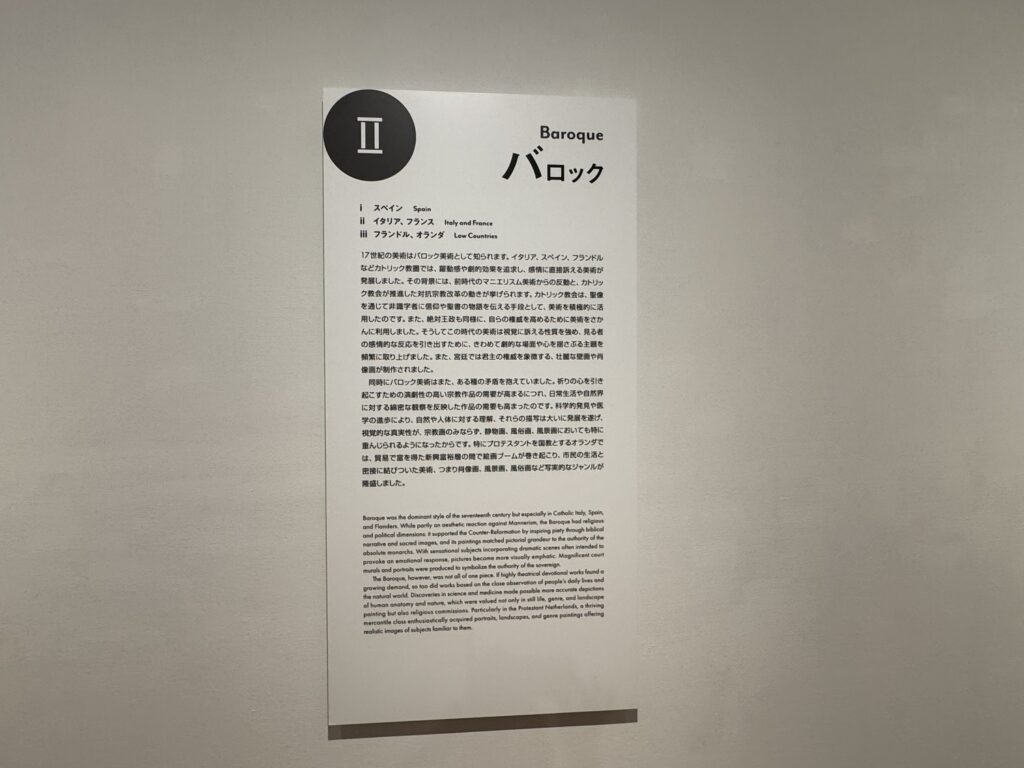 II
Baroque
バロック
i スペイン Spain
ii イタリア、フランス Italy and France
iii フランドル、オランダ Low Countries
17世紀の美術はバロック美術として知られます。イタリア、スペイン、フランドル
などカトリック教圏では、躍動感や劇的効果を追求し、感情に直接訴える美術が
発展しました。その背景には、前時代のマニエリスム美術からの反動と、カトリッ
ク教会が推進した対抗宗教改革の動きが挙げられます。カトリック教会は、聖像
を通じて非識字者に信仰や聖書の物語を伝える手段として、美術を積極的に活
用したのです。また、絶対王政も同様に、自らの権威を高めるために美術をさか
んに利用しました。そうしてこの時代の美術は視覚に訴える性質を強め、見る者
の感情的な反応を引き出すために、きわめて劇的な場面や心を揺さぶる主題を
頻繁に取り上げました。また、宮廷では君主の権威を象徴する、壮麗な壁画や肖
像画が制作されました。
同時にバロック美術はまた、ある種の矛盾を抱えていました。祈りの心を引き
起こすための演劇性の高い宗教作品の需要が高まるにつれ、日常生活や自然界
に対する綿密な観察を反映した作品の需要も高まったのです。科学的発見や医
学の進歩により、自然や人体に対する理解、それらの描写は大いに発展を遂げ、
視覚的な真実性が、宗教画のみならず、静物画、風俗画、風景画においても特に
重んじられるようになったからです。特にプロテスタントを国教とするオランダで
は、貿易で富を得た新興富裕層の間で絵画ブームが巻き起こり、市民の生活と
密接に結びついた美術、つまり肖像画、風景画、風俗画など写実的なジャンルが
隆盛しました。
Baroque was the dominant style of the seventeenth century but especially in Catholic Italy, Spain,
and Flanders. While partly an aesthetic reaction against Mannerism, the Baroque had religious
and political dimensions: it supported the Counter-Reformation by inspiring piety through biblical
narrative and sacred images, and its paintings matched pictorial grandeur to the authority of the
absolute monarchs. With sensational subjects incorporating dramatic scenes often intended to
provoke an emotional response, pictures became more visually emphatic. Magnificent court
murals and portraits were produced to symbolize the authority of the sovereign.
The Baroque, however, was not all of one piece. If highly theatrical devotional works found a
growing demand, so too did works based on the close observation of people's daily lives and
the natural world. Discoveries in science and medicine made possible more accurate depictions
of human anatomy and nature, which were valued not only in still life, genre, and landscape
painting but also religious commissions. Particularly in the Protestant Netherlands, a thriving
mercantile class enthusiastically acquired portraits, landscapes, and genre paintings offering
realistic images of subjects familiar to them.